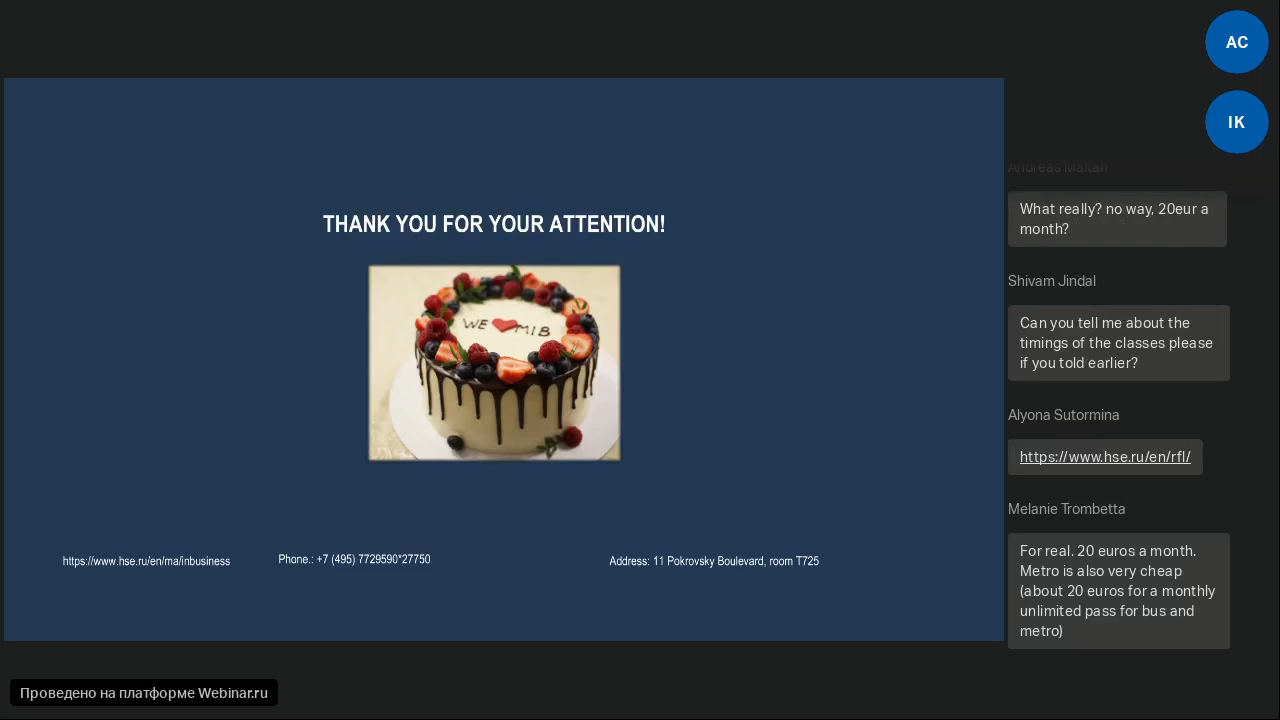 AC
IK
THANK YOU FOR YOUR ATTENTION!
WE MIB
https://www.hse.ru/en/ma/inbusiness
Phone.: +7 (495) 7729590*27750
Address: 11 Pokrovsky Boulevard, room T725
Andreas Maltan
What really? no way, 20eur a
month?
Shivam Jindal
Can you tell me about the
timings of the classes please
if you told earlier?
Alyona Sutormina
https://www.hse.ru/en/rfl/
Melanie Trombetta
For real. 20 euros a month.
Metro is also very cheap
(about 20 euros for a monthly
unlimited pass for bus and
metro)
Проведено на платформе Webinar.ru